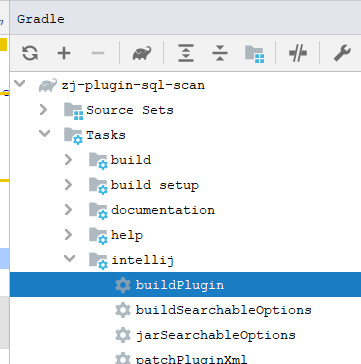 Gradle
zj-plugin-sql-scan
Source Sets
Tasks
build
build setup
documentation
help
intellij
buildPlugin
buildSearchableOptions
jarSearchableOptions
patchPluginXml